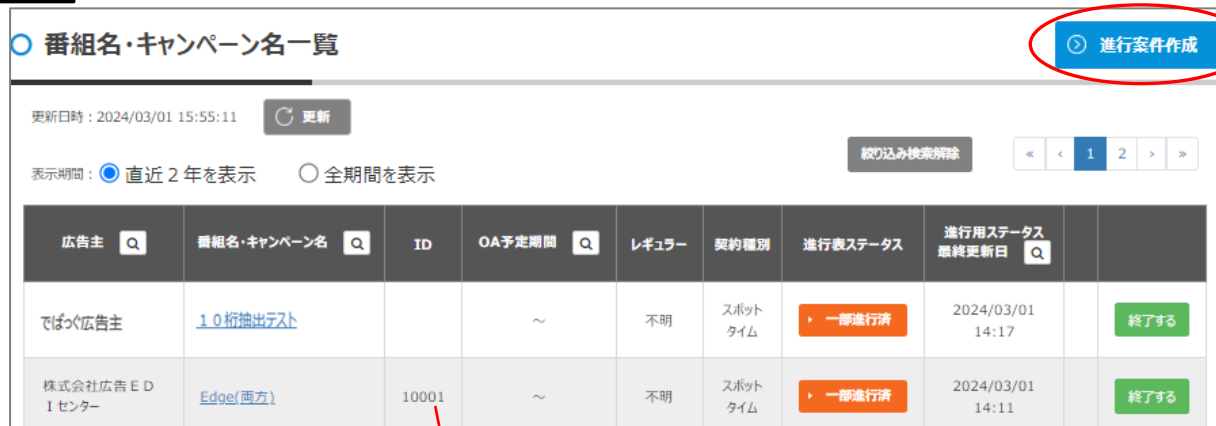 番組名・キャンペーン名一覧
進行案件作成
更新日時：2024/03/01 15:55:11 更新
絞り込み検索解除 « ‹ 1 2 › »
表示期間： 直近２年を表示 全期間を表示
広告主 番組名・キャンペーン名 ID OA予定期間 レギュラー 契約種別 進行表ステータス 進行用ステータス
最終更新日
でばっぐ広告主 １０桁抽出テスト ～ 不明 スポット 一部進行済 2024/03/01 終了する
タイム 14:17
株式会社広告ＥＤ Edge(両方) 10001 ～ 不明 スポット 一部進行済 2024/03/01 終了する
Ｉセンター タイム 14:11